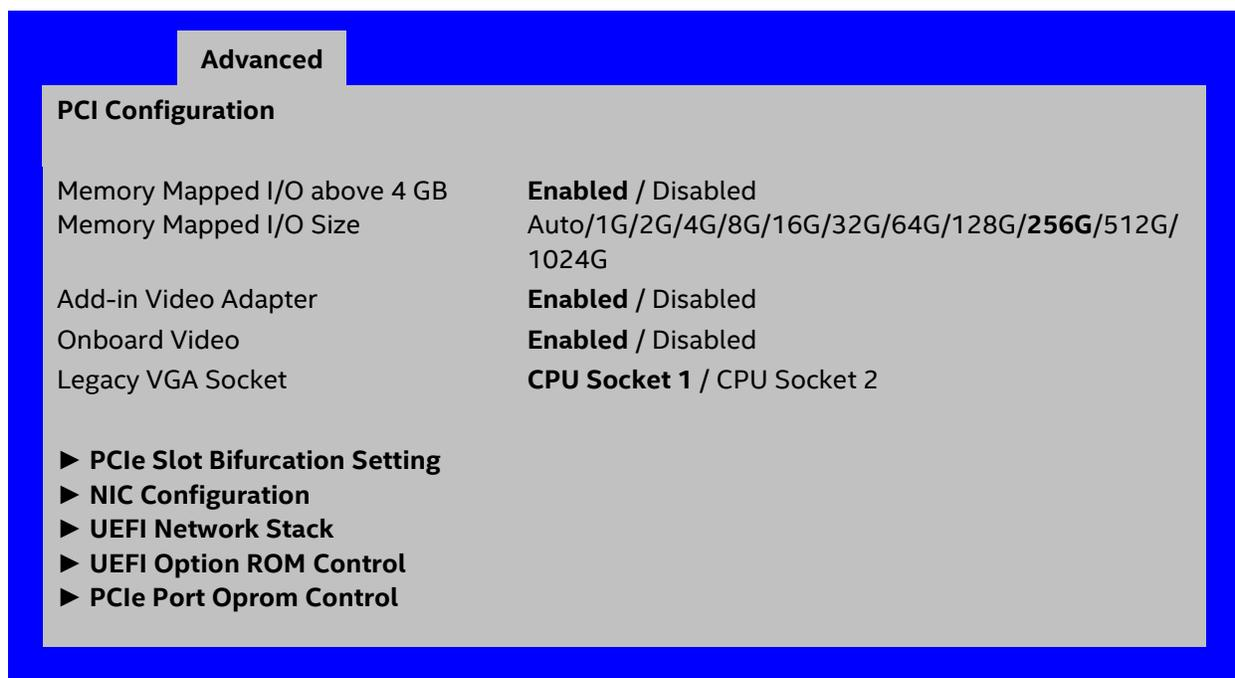 Advanced
PCI Configuration
Memory Mapped I/O above 4 GB Enabled / Disabled
Memory Mapped I/O Size Auto/1G/2G/4G/8G/16G/32G/64G/128G/256G/512G/
1024G
Add-in Video Adapter Enabled / Disabled
Onboard Video Enabled / Disabled
Legacy VGA Socket CPU Socket 1 / CPU Socket 2
► PCIe Slot Bifurcation Setting
► NIC Configuration
► UEFI Network Stack
► UEFI Option ROM Control
► PCIe Port Oprom Control